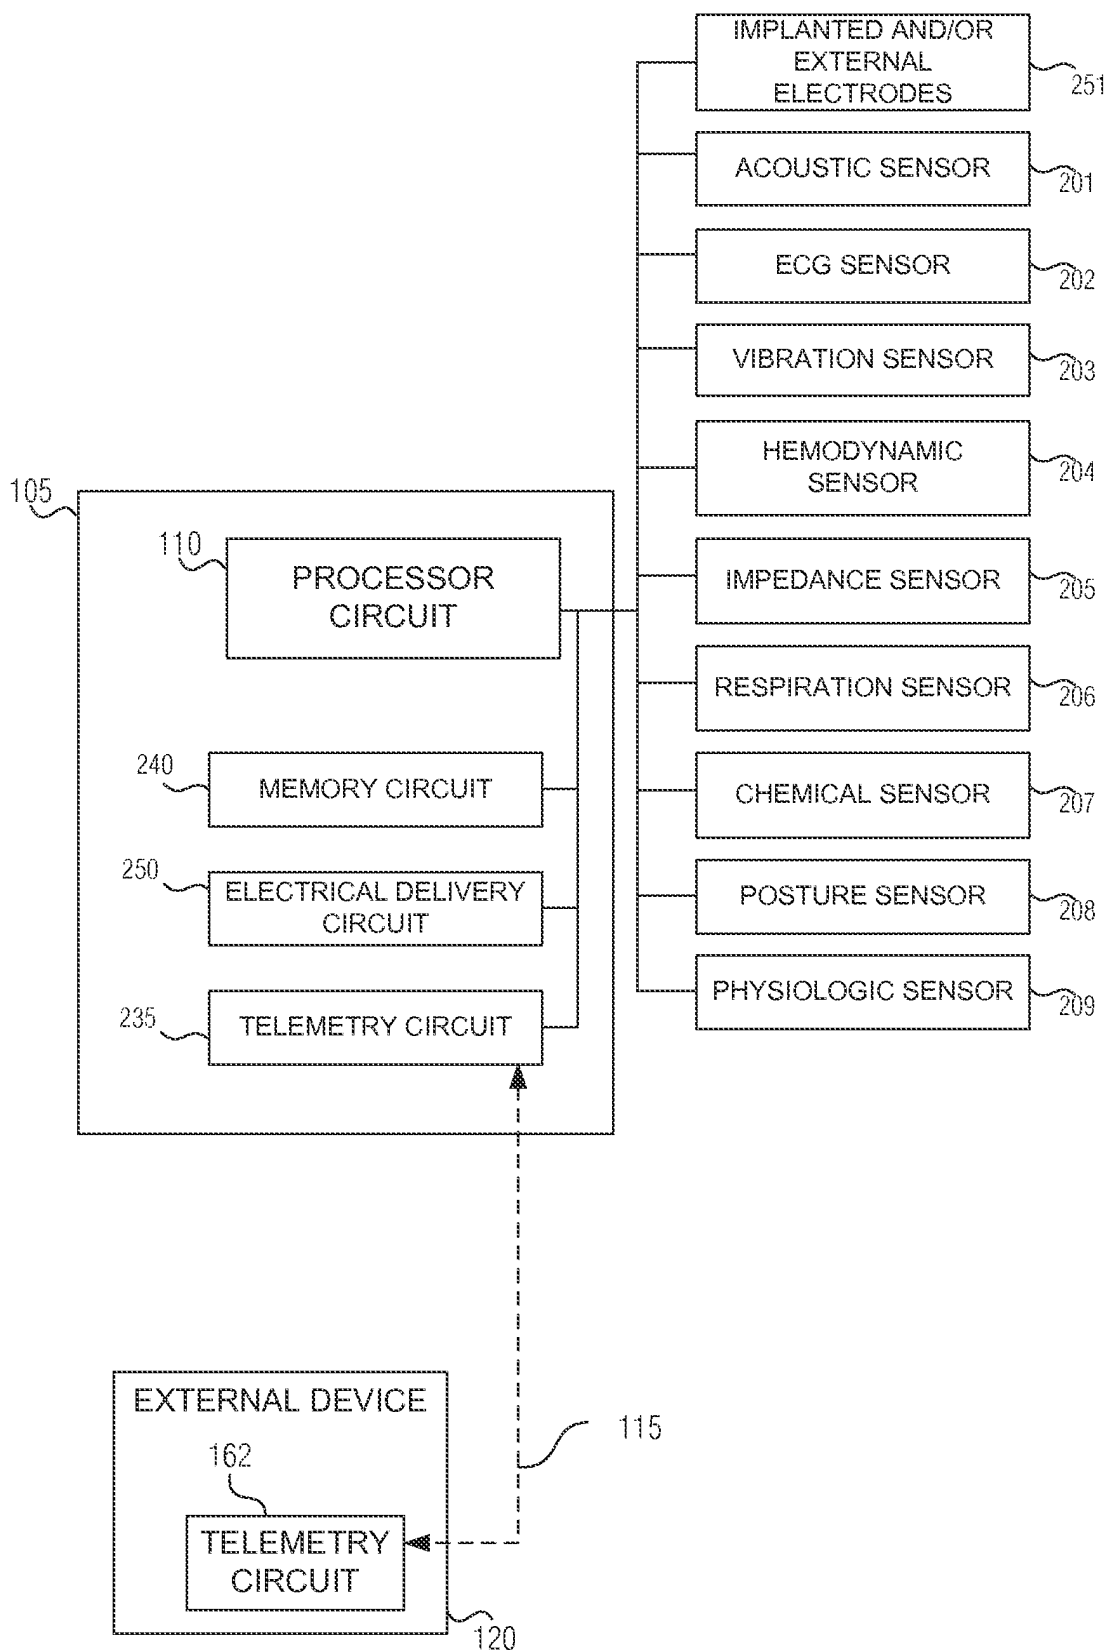 IMPLANTED AND/OR
EXTERNAL
ELECTRODES
251
ACOUSTIC SENSOR
201
ECG SENSOR
202
VIBRATION SENSOR
203
HEMODYNAMIC
SENSOR
204
105
110
PROCESSOR
CIRCUIT
IMPEDANCE SENSOR
205
RESPIRATION SENSOR
206
240
MEMORY CIRCUIT
CHEMICAL SENSOR
207
250
ELECTRICAL DELIVERY
CIRCUIT
POSTURE SENSOR
208
235
TELEMETRY CIRCUIT
PHYSIOLOGIC SENSOR
209
EXTERNAL DEVICE
115
162
TELEMETRY
CIRCUIT
120